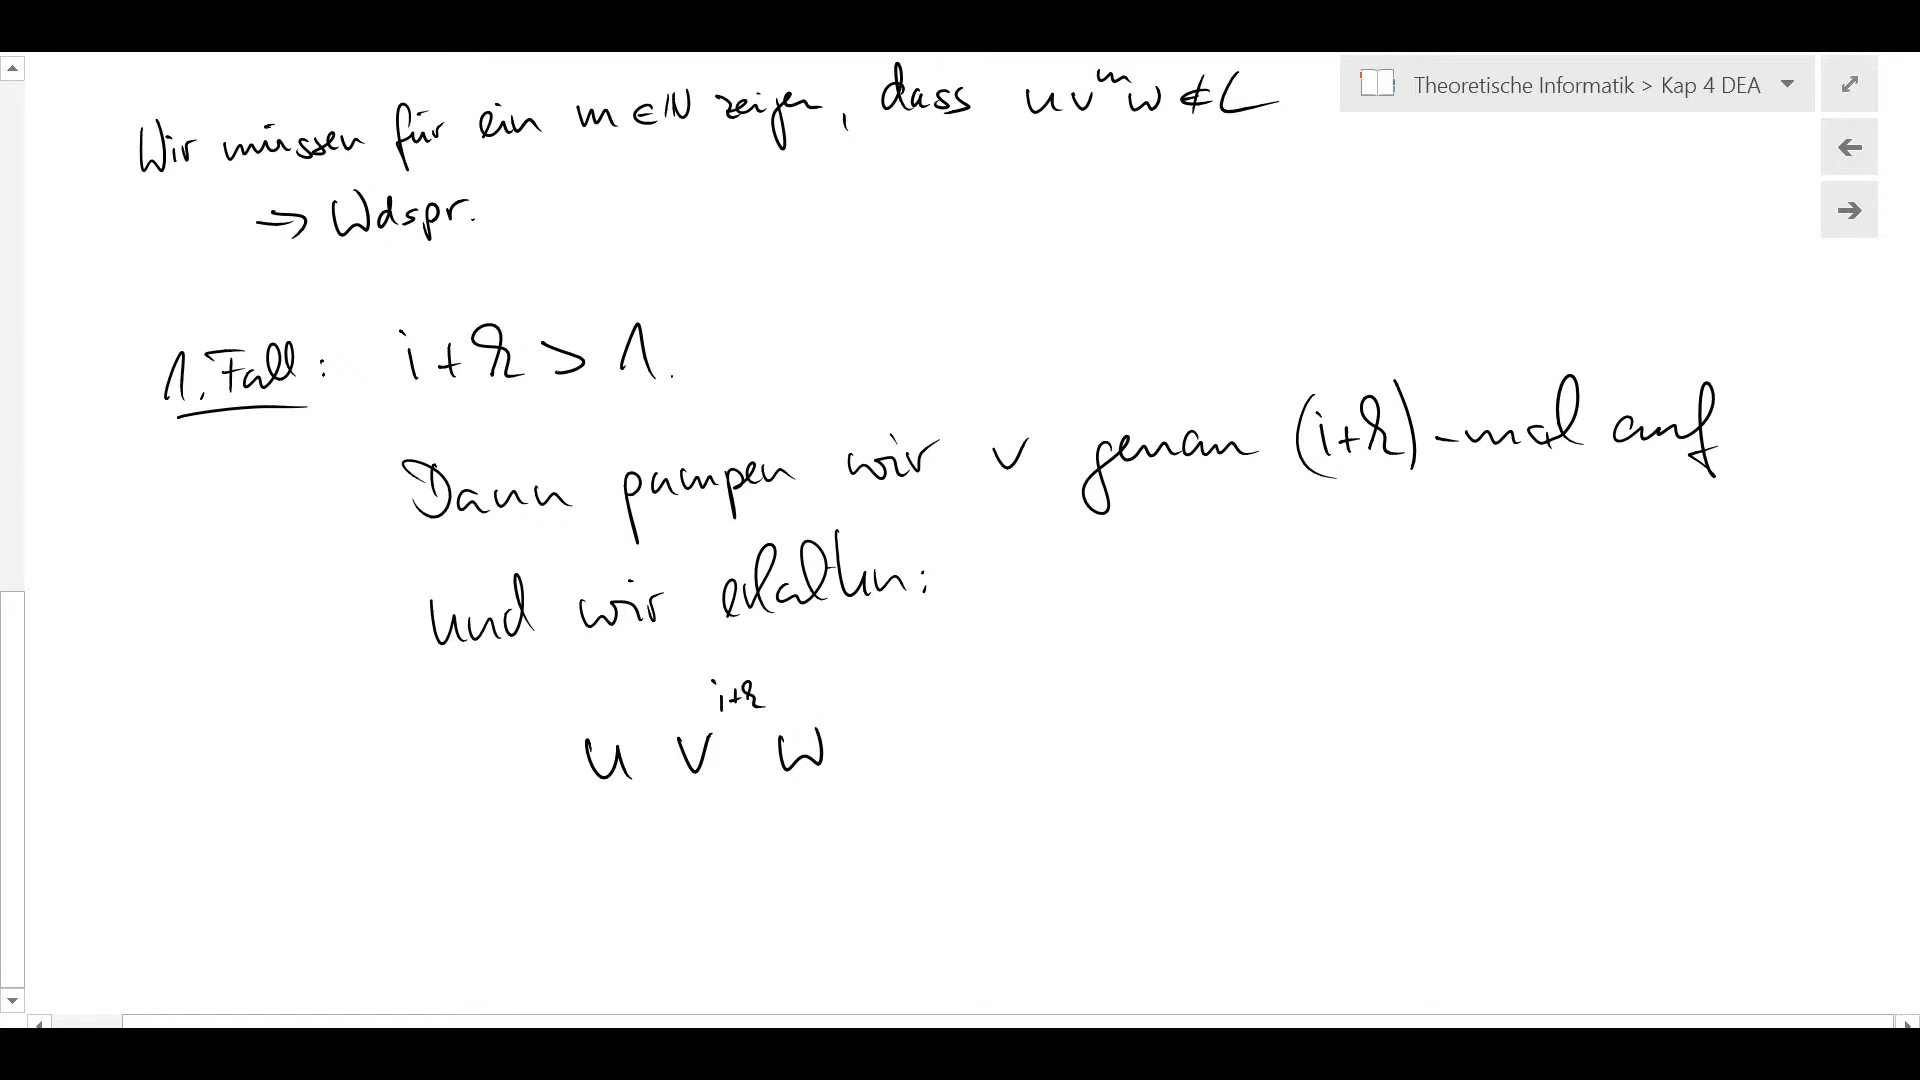 Theoretische Informatik > Kap 4 DEA
Wir müssen für ein m ∈ ℕ zeigen, dass uv^m w ∉ L
→ Wdspr.
1. Fall: i+k > 1.
Dann pumpen wir v genau (i+k)-mal auf
und wir erhalten:
u v^{i+k} w